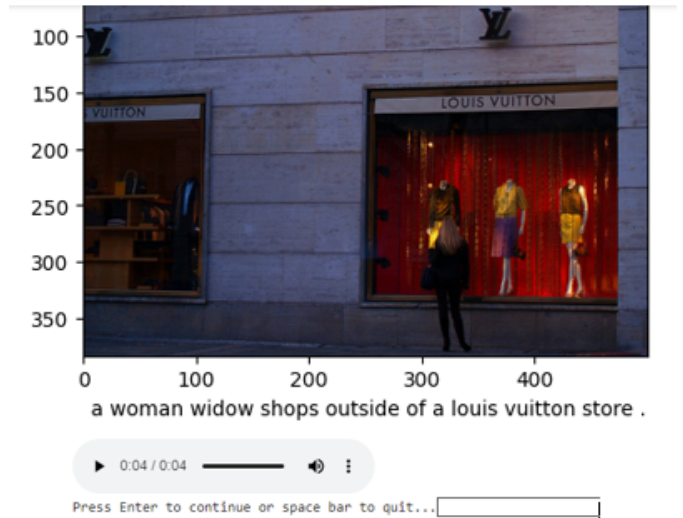 100
150
200
250
300
350
LV
LV
S VUITTON
LOUIS VUITTON
0 100 200 300 400
a woman widow shops outside of a louis vuitton store .
0:04 / 0:04
Press Enter to continue or space bar to quit...